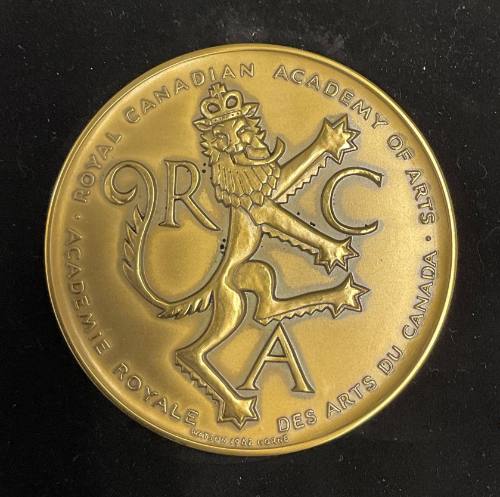 ROYAL CANADIAN ACADEMY OF ARTS ·
ACADEMIE ROYALE DES ARTS DU CANADA ·
R C
A